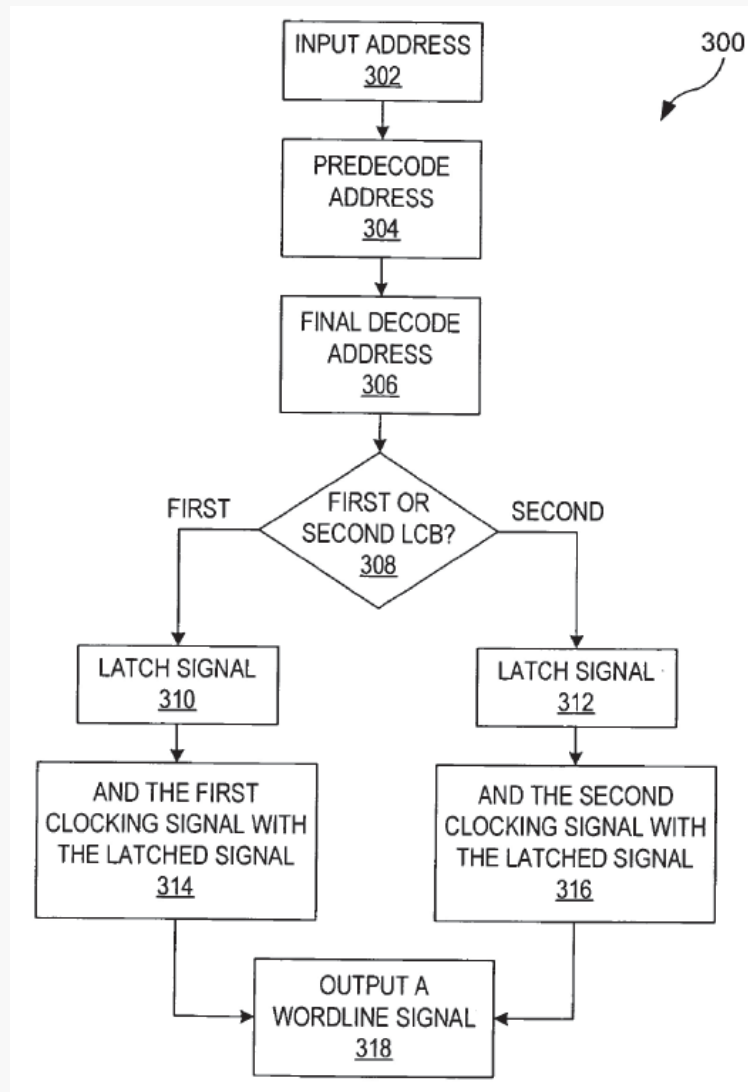 INPUT ADDRESS
302
300
PREDECODE
ADDRESS
304
FINAL DECODE
ADDRESS
306
FIRST OR
SECOND LCB?
308
FIRST
SECOND
LATCH SIGNAL
310
LATCH SIGNAL
312
AND THE FIRST
CLOCKING SIGNAL WITH
THE LATCHED SIGNAL
314
AND THE SECOND
CLOCKING SIGNAL WITH
THE LATCHED SIGNAL
316
OUTPUT A
WORDLINE SIGNAL
318